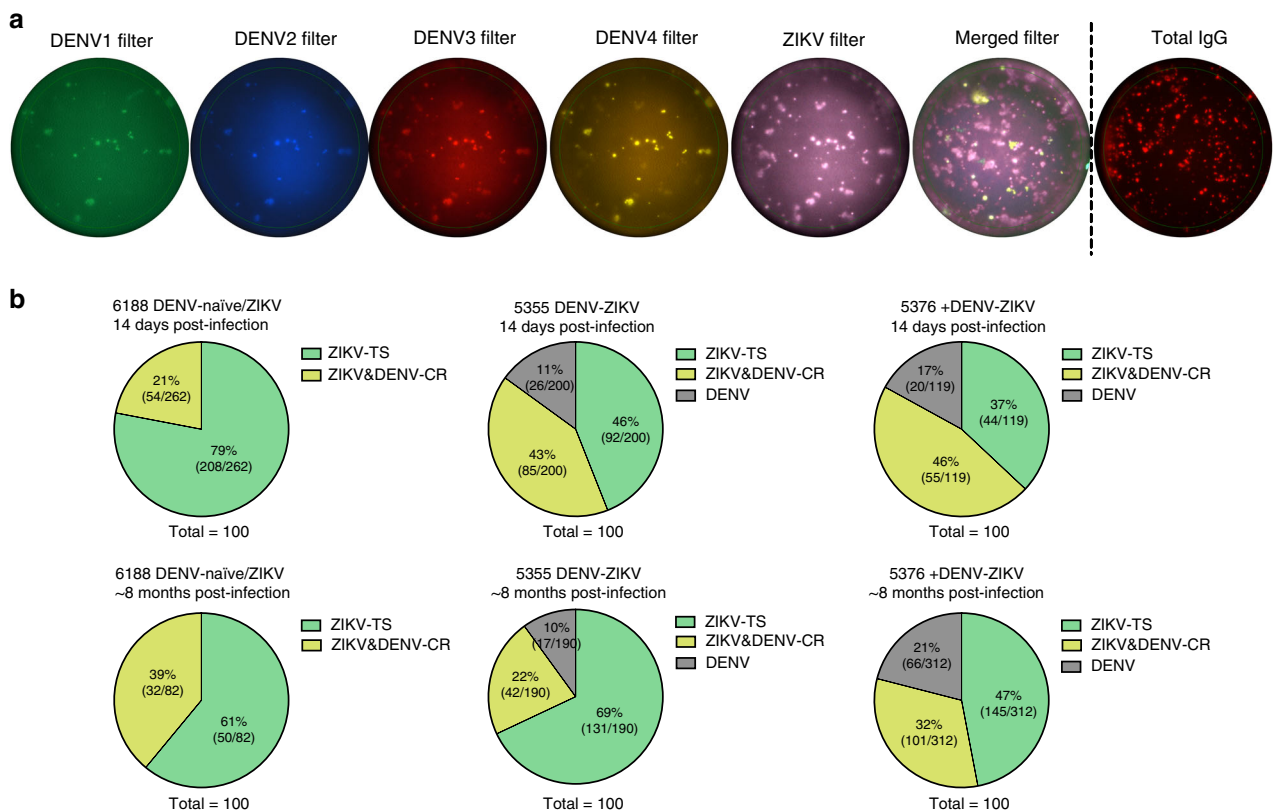 a
DENV1 filter
DENV2 filter
DENV3 filter
DENV4 filter
ZIKV filter
Merged filter
Total IgG
b
6188 DENV-naïve/ZIKV
14 days post-infection
21%
(54/262)
79%
(208/262)
ZIKV-TS
ZIKV&DENV-CR
Total = 100
5355 DENV-ZIKV
14 days post-infection
11%
(26/200)
46%
(92/200)
43%
(85/200)
ZIKV-TS
ZIKV&DENV-CR
DENV
Total = 100
5376 +DENV-ZIKV
14 days post-infection
17%
(20/119)
37%
(44/119)
46%
(55/119)
ZIKV-TS
ZIKV&DENV-CR
DENV
Total = 100
6188 DENV-naïve/ZIKV
~8 months post-infection
39%
(32/82)
61%
(50/82)
ZIKV-TS
ZIKV&DENV-CR
Total = 100
5355 DENV-ZIKV
~8 months post-infection
10%
(17/190)
22%
(42/190)
69%
(131/190)
ZIKV-TS
ZIKV&DENV-CR
DENV
Total = 100
5376 +DENV-ZIKV
~8 months post-infection
21%
(66/312)
47%
(145/312)
32%
(101/312)
ZIKV-TS
ZIKV&DENV-CR
DENV
Total = 100